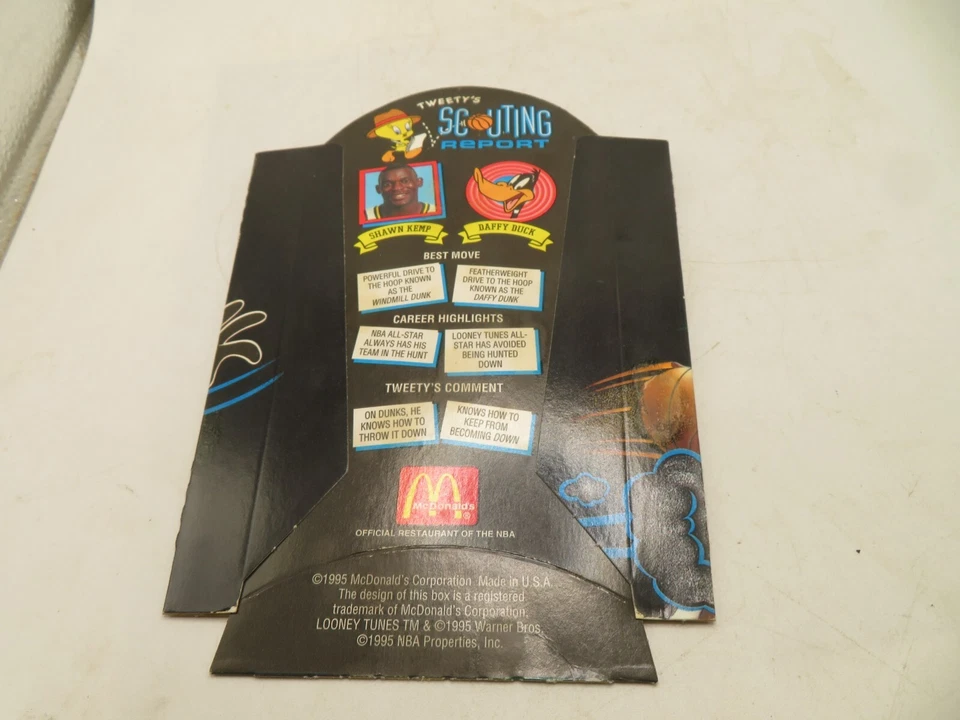 TWEETY'S
SCOUTING
REPORT
SHAWN KEMP
DAFFY DUCK
BEST MOVE
POWERFUL DRIVE TO
THE HOOP KNOWN
AS THE
WINDMILL DUNK
FEATHERWEIGHT
DRIVE TO THE HOOP
KNOWN AS THE
DAFFY DUNK
CAREER HIGHLIGHTS
NBA ALL-STAR
ALWAYS HAS HIS
TEAM IN THE HUNT
LOONEY TUNES ALL-
STAR HAS AVOIDED
BEING HUNTED
DOWN
TWEETY'S COMMENT
ON DUNKS, HE
KNOWS HOW TO
THROW IT DOWN
KNOWS HOW TO
KEEP FROM
BECOMING DOWN
McDonald's®
OFFICIAL RESTAURANT OF THE NBA
©1995 McDonald's Corporation. Made in U.S.A.
The design of this box is a registered
trademark of McDonald's Corporation.
LOONEY TUNES TM & ©1995 Warner Bros.
©1995 NBA Properties, Inc.